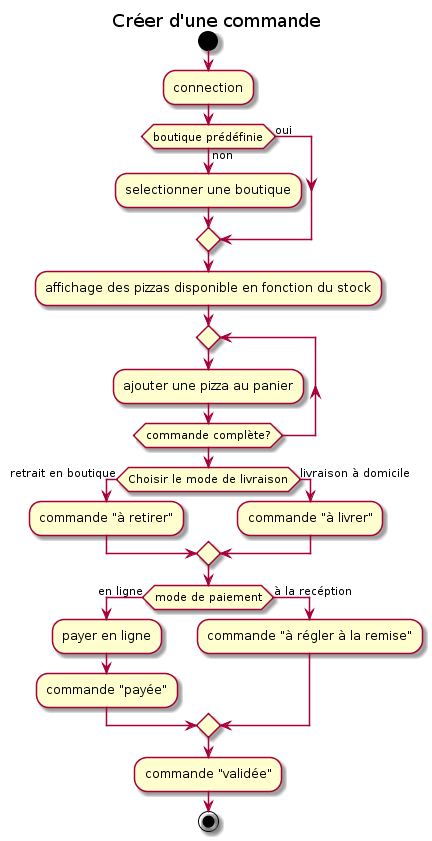 Créer d'une commande
connection
boutique prédéfinie
oui
non
selectionner une boutique
affichage des pizzas disponible en fonction du stock
ajouter une pizza au panier
commande complète?
retrait en boutique
Choisir le mode de livraison
livraison à domicile
commande "à retirer"
commande "à livrer"
en ligne
mode de paiement
à la recéption
payer en ligne
commande "à régler à la remise"
commande "payée"
commande "validée"